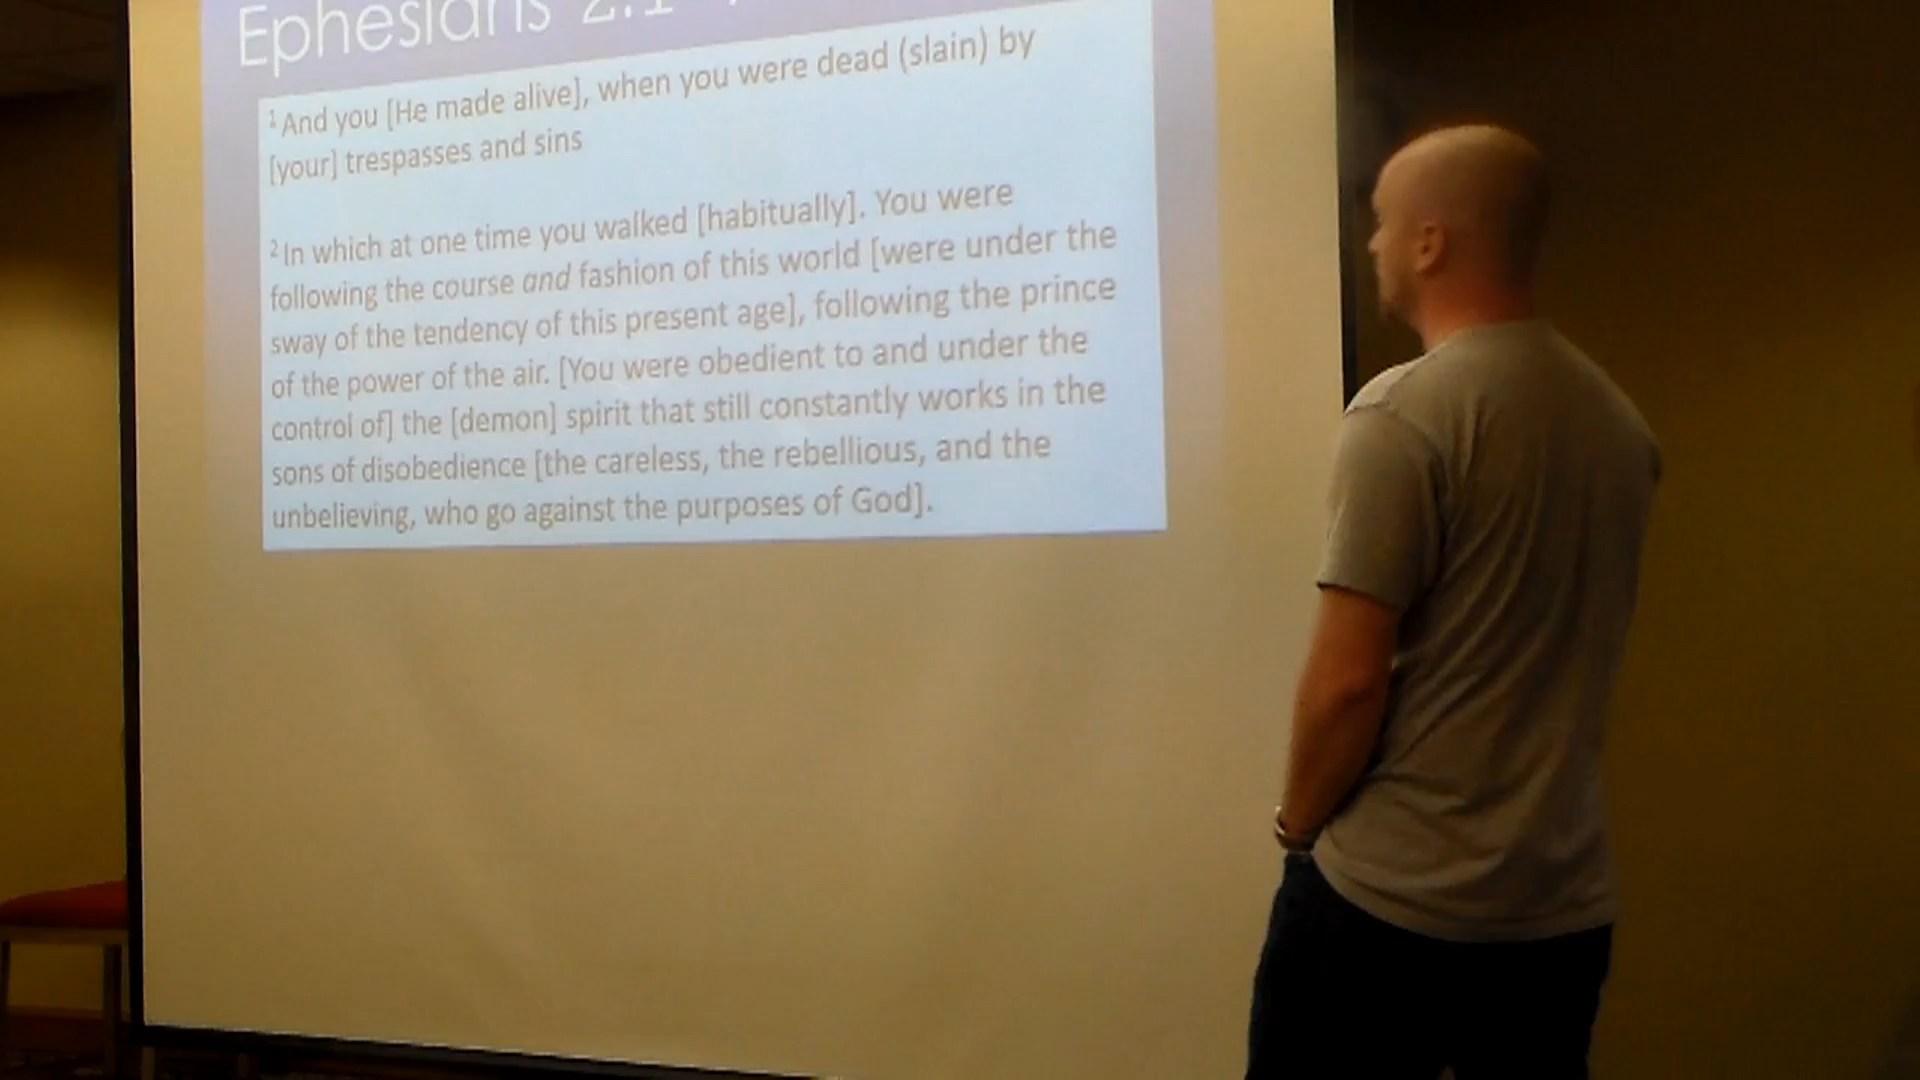 Ephesians 2:1
1 And you [He made alive], when you were dead (slain) by
[your] trespasses and sins
2 In which at one time you walked [habitually]. You were
following the course and fashion of this world [were under the
sway of the tendency of this present age], following the prince
of the power of the air. [You were obedient to and under the
control of] the [demon] spirit that still constantly works in the
sons of disobedience [the careless, the rebellious, and the
unbelieving, who go against the purposes of God].